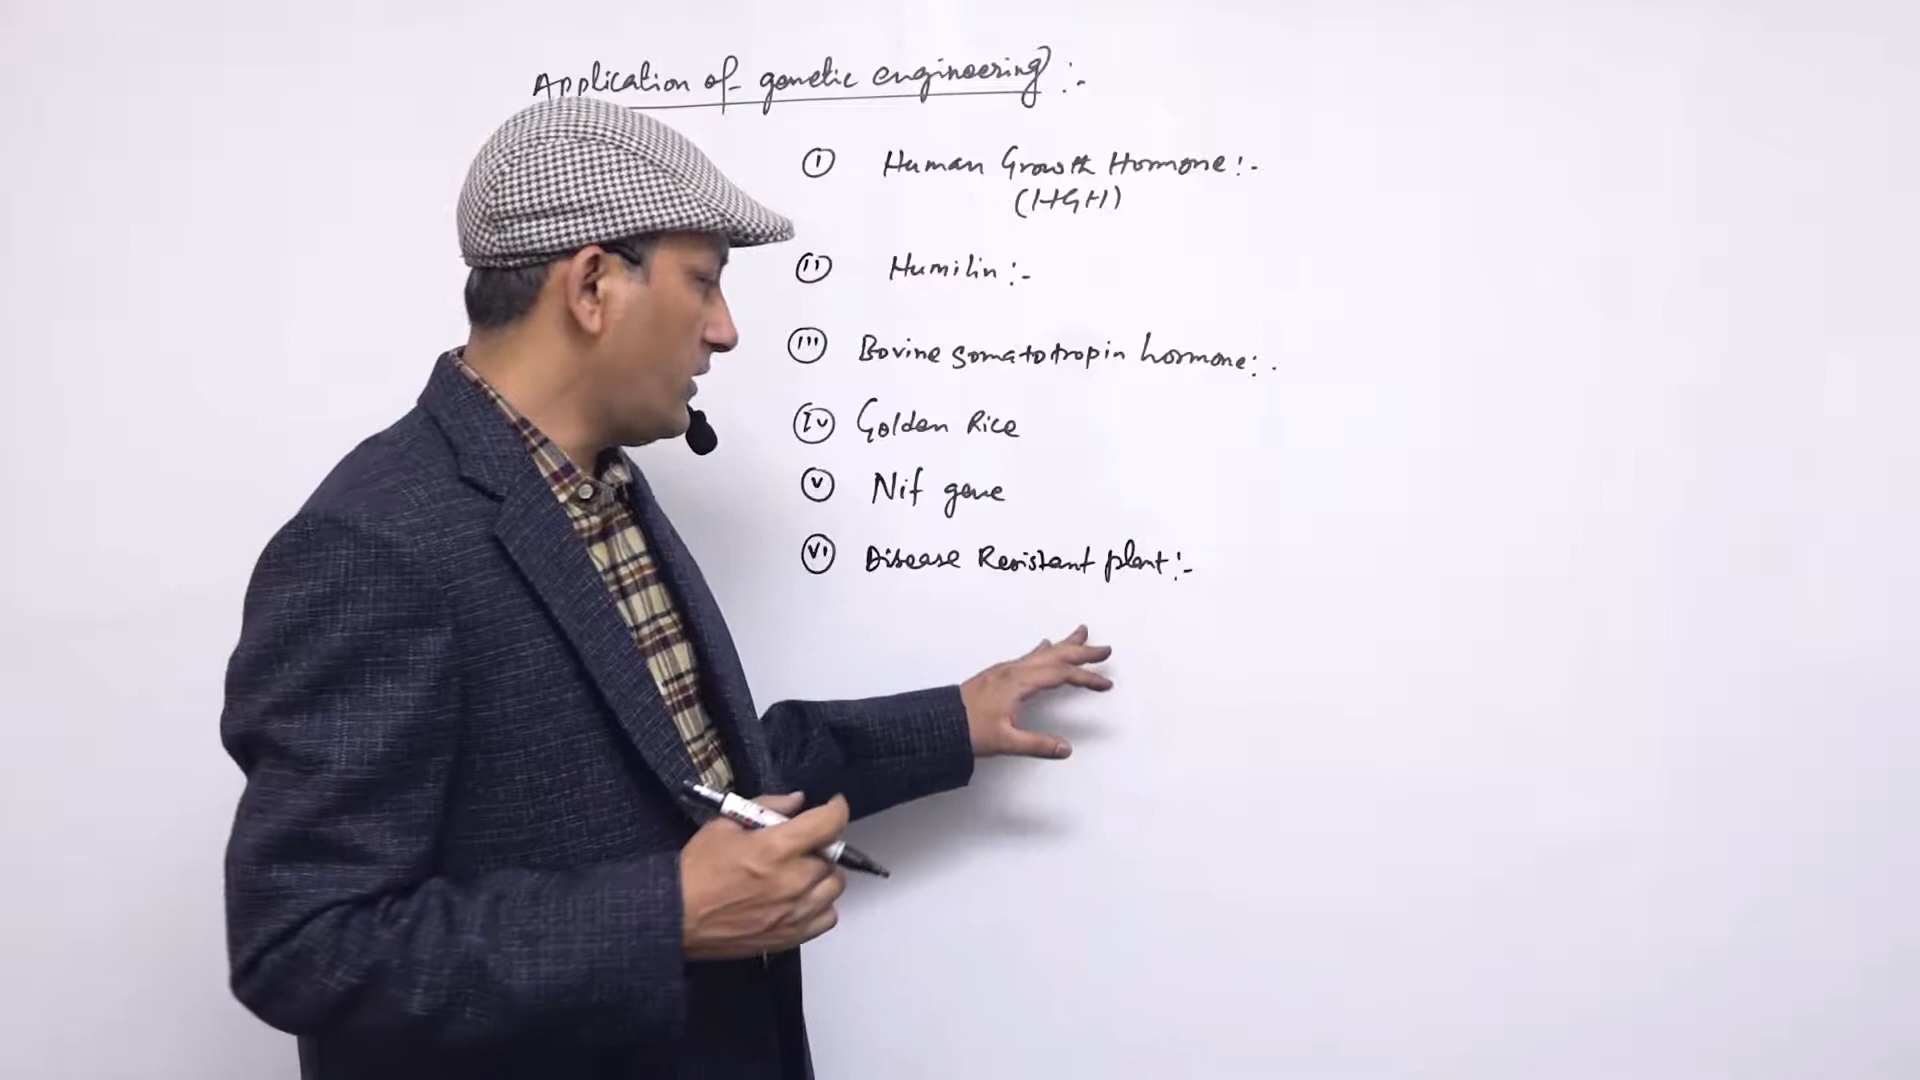 Application of genetic engineering :-
(I) Human Growth Hormone :-
(HGH)
(II) Humilin :-
(III) Bovine somatotropin hormone :-
(IV) Golden Rice
(V) Nif gene
(VI) Disease Resistant plant :-